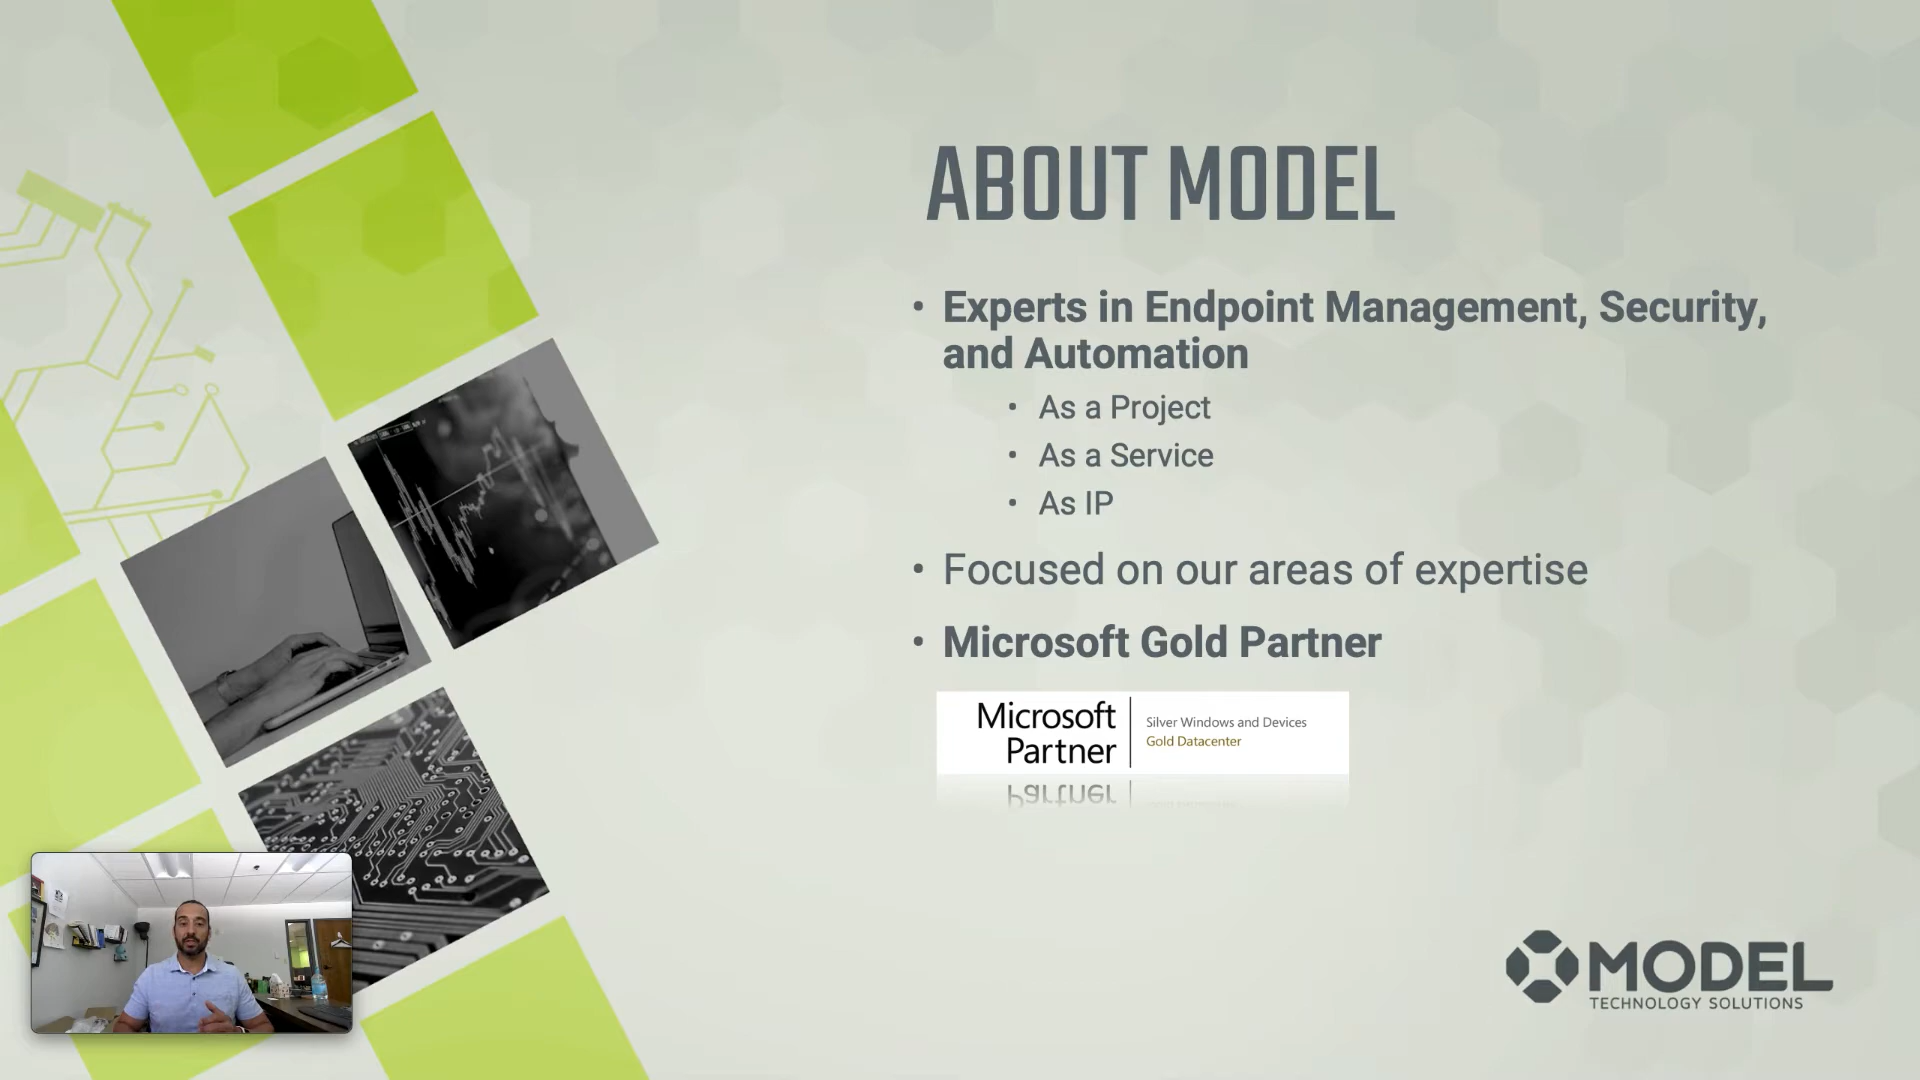 ABOUT MODEL
• Experts in Endpoint Management, Security,
and Automation
• As a Project
• As a Service
• As IP
• Focused on our areas of expertise
• Microsoft Gold Partner
Microsoft
Partner
Silver Windows and Devices
Gold Datacenter
MODEL
TECHNOLOGY SOLUTIONS